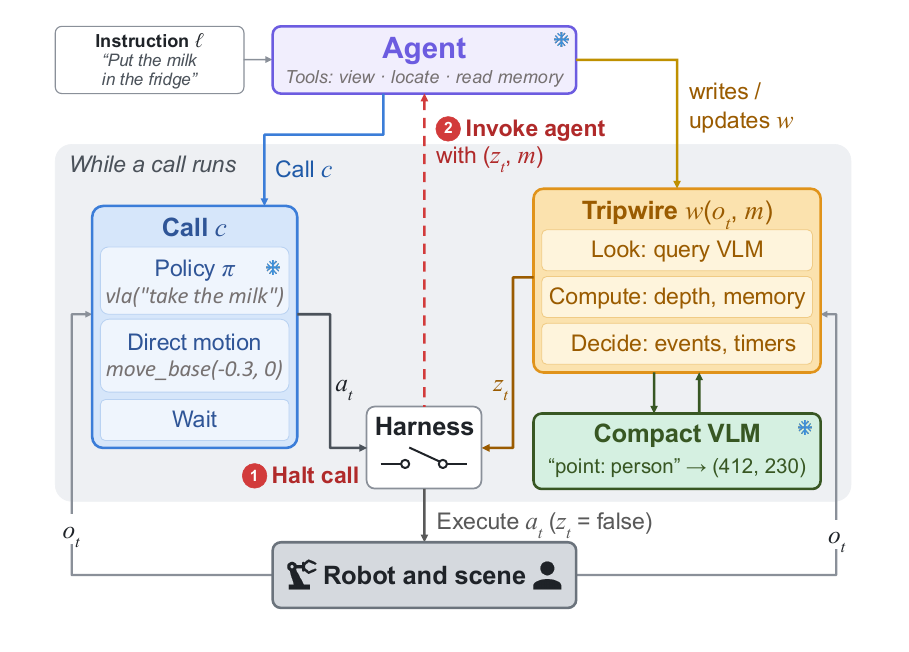 Instruction ℓ
“Put the milk
in the fridge”
Agent
Tools: view · locate · read memory
writes /
updates w
2 Invoke agent
with (z_t, m)
While a call runs
Call c
Call c
Policy π
vla("take the milk")
Direct motion
move_base(-0.3, 0)
Wait
Tripwire w(o_t, m)
Look: query VLM
Compute: depth, memory
Decide: events, timers
a_t
z_t
Harness
1 Halt call
Compact VLM
“point: person” → (412, 230)
Execute a_t (z_t = false)
o_t
o_t
Robot and scene